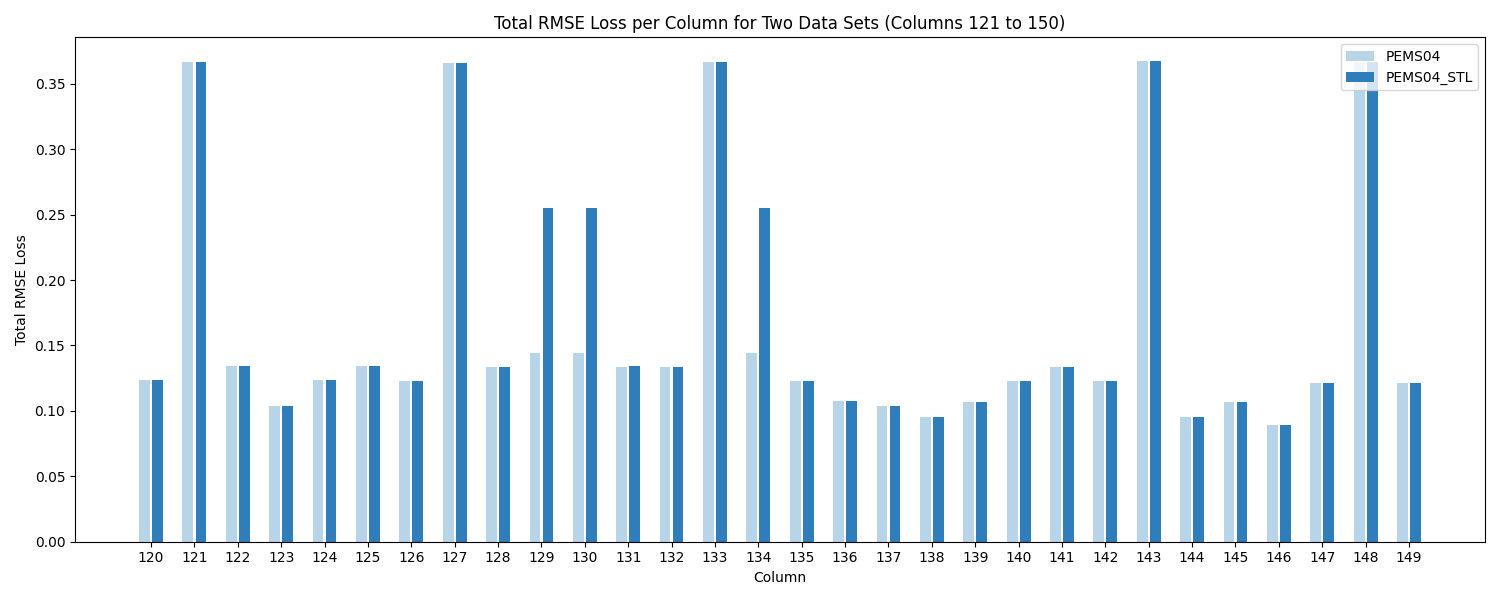 Total RMSE Loss per Column for Two Data Sets (Columns 121 to 150)
PEMS04
PEMS04_STL
Total RMSE Loss
0.35
0.30
0.25
0.20
0.15
0.10
0.05
0.00
120 121 122 123 124 125 126 127 128 129 130 131 132 133 134 135 136 137 138 139 140 141 142 143 144 145 146 147 148 149
Column